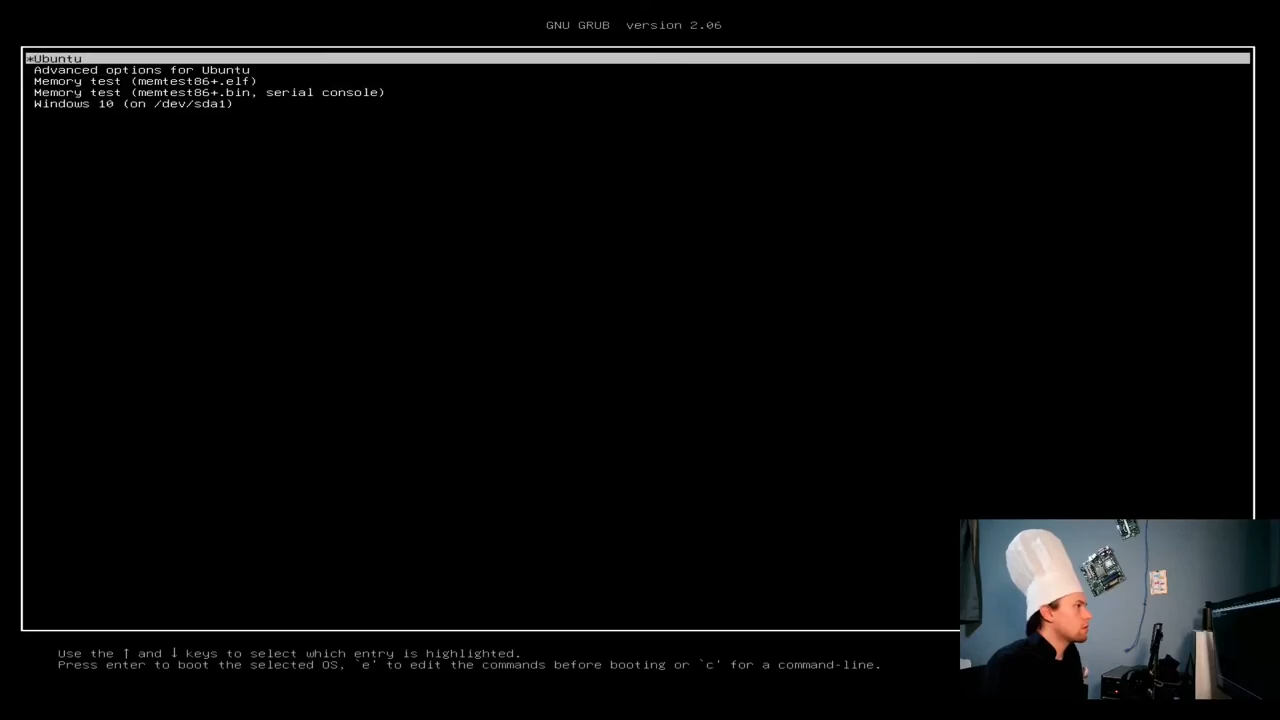 GNU GRUB  version 2.06
*Ubuntu
Advanced options for Ubuntu
Memory test (memtest86+.elf)
Memory test (memtest86+.bin, serial console)
Windows 10 (on /dev/sda1)
Use the ↑ and ↓ keys to select which entry is highlighted.
Press enter to boot the selected OS, `e' to edit the commands before booting or `c' for a command-line.